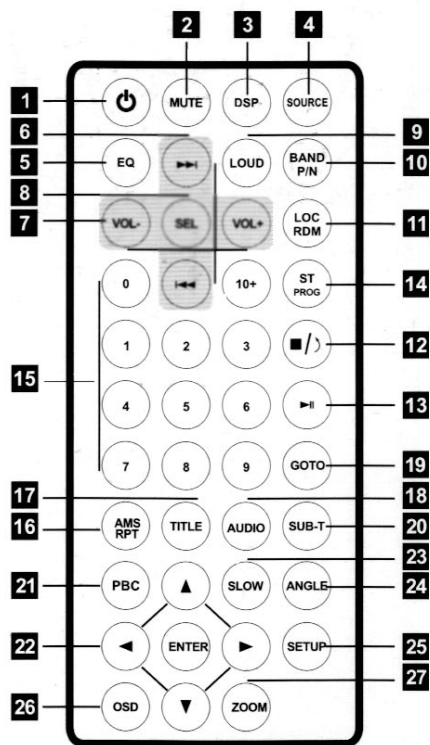 2 3 4
1 MUTE DSP SOURCE
6 9
5 EQ LOUD BAND P/N 10
8
7 VOL- SEL VOL+ LOC RDM 11
0 10+ ST PROG 14
1 2 3 12
15
4 5 6 13
7 8 9 GOTO 19
17 18
16 AMS RPT TITLE AUDIO SUB-T 20
23
21 PBC SLOW ANGLE 24
22 ENTER SETUP 25
27
26 OSD ZOOM